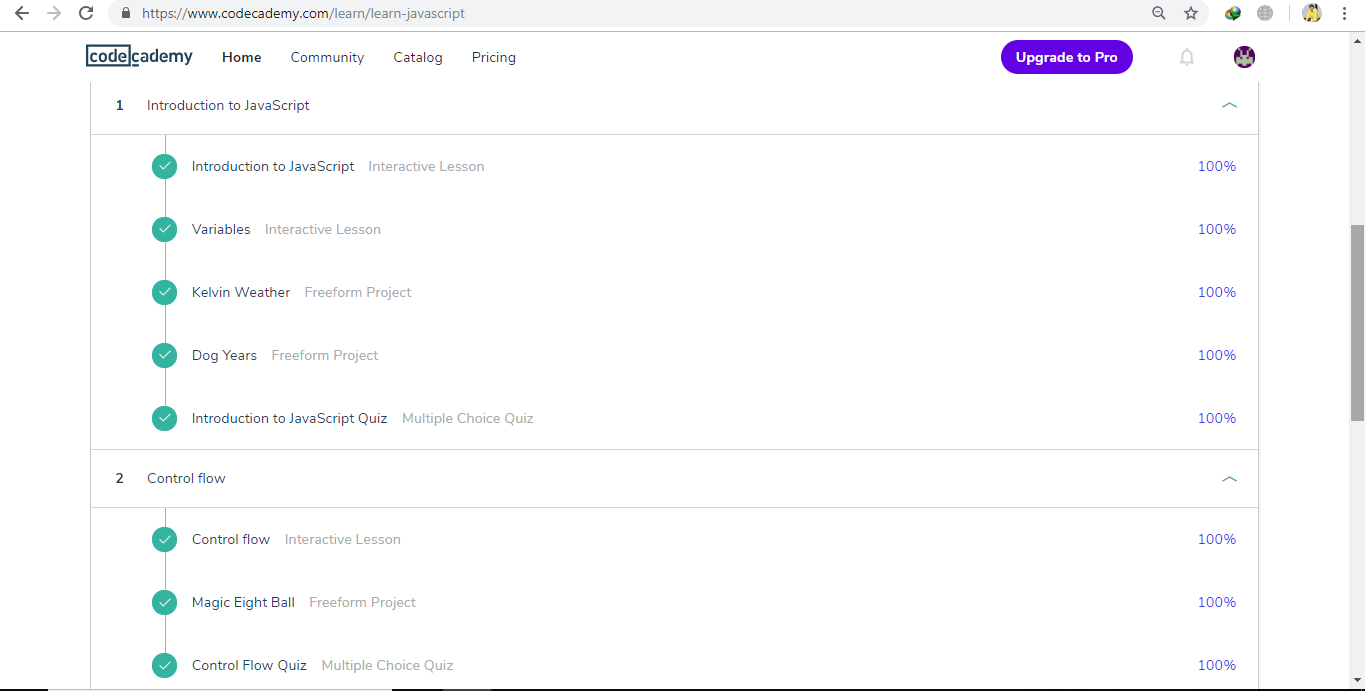 https://www.codecademy.com/learn/learn-javascript
codecademy Home Community Catalog Pricing Upgrade to Pro
1 Introduction to JavaScript
Introduction to JavaScript Interactive Lesson 100%
Variables Interactive Lesson 100%
Kelvin Weather Freeform Project 100%
Dog Years Freeform Project 100%
Introduction to JavaScript Quiz Multiple Choice Quiz 100%
2 Control flow
Control flow Interactive Lesson 100%
Magic Eight Ball Freeform Project 100%
Control Flow Quiz Multiple Choice Quiz 100%